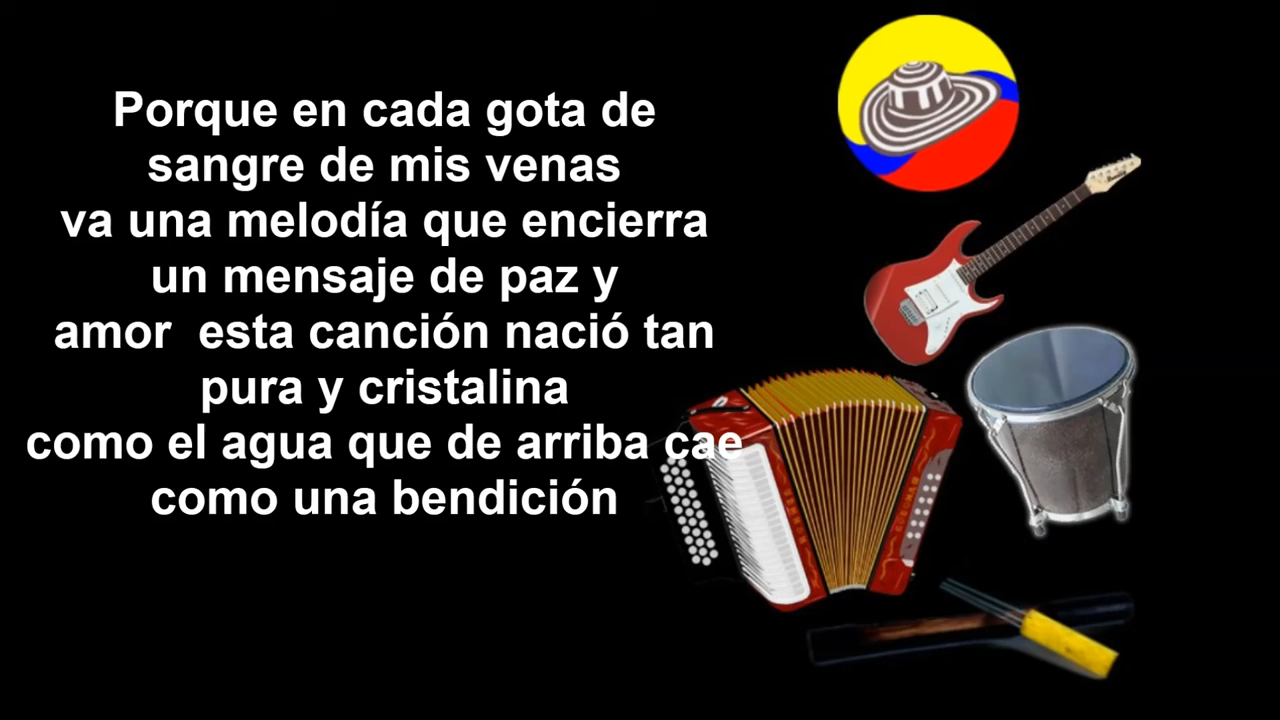 Porque en cada gota de
sangre de mis venas
va una melodía que encierra
un mensaje de paz y
amor  esta canción nació tan
pura y cristalina
como el agua que de arriba cae
como una bendición
HOHNER